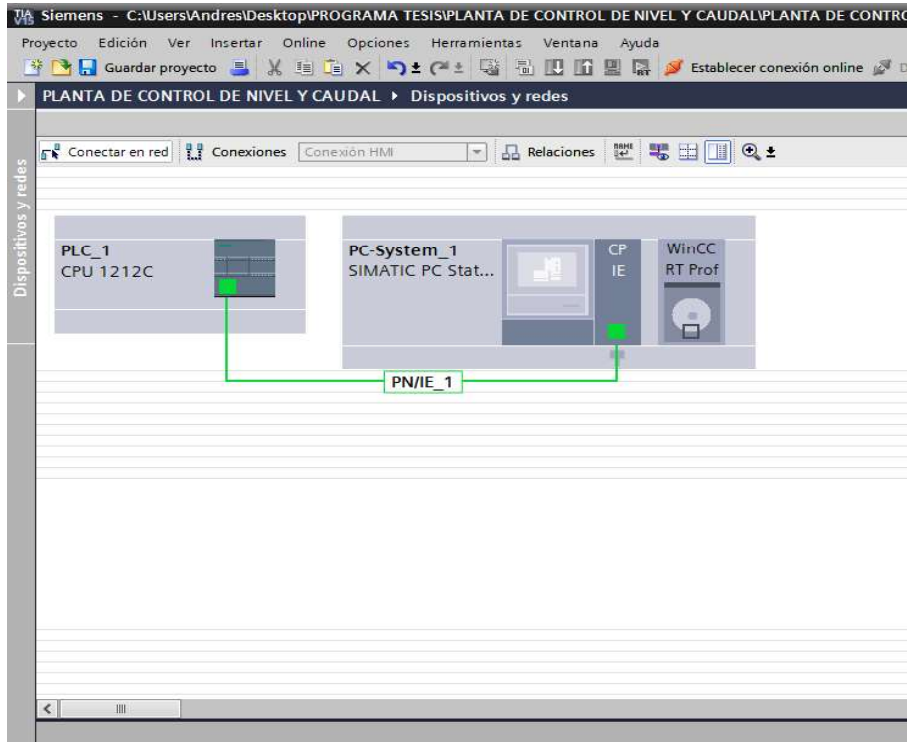 TIA V15 Siemens - C:\Users\Andres\Desktop\PROGRAMA TESIS\PLANTA DE CONTROL DE NIVEL Y CAUDAL\PLANTA DE CONTRO
Proyecto Edición Ver Insertar Online Opciones Herramientas Ventana Ayuda
Guardar proyecto Establecer conexión online
PLANTA DE CONTROL DE NIVEL Y CAUDAL Dispositivos y redes
Conectar en red Conexiones Conexión HMI Relaciones
Dispositivos y redes
PLC_1
CPU 1212C
PC-System_1
SIMATIC PC Stat...
CP
IE
WinCC
RT Prof
PN/IE_1